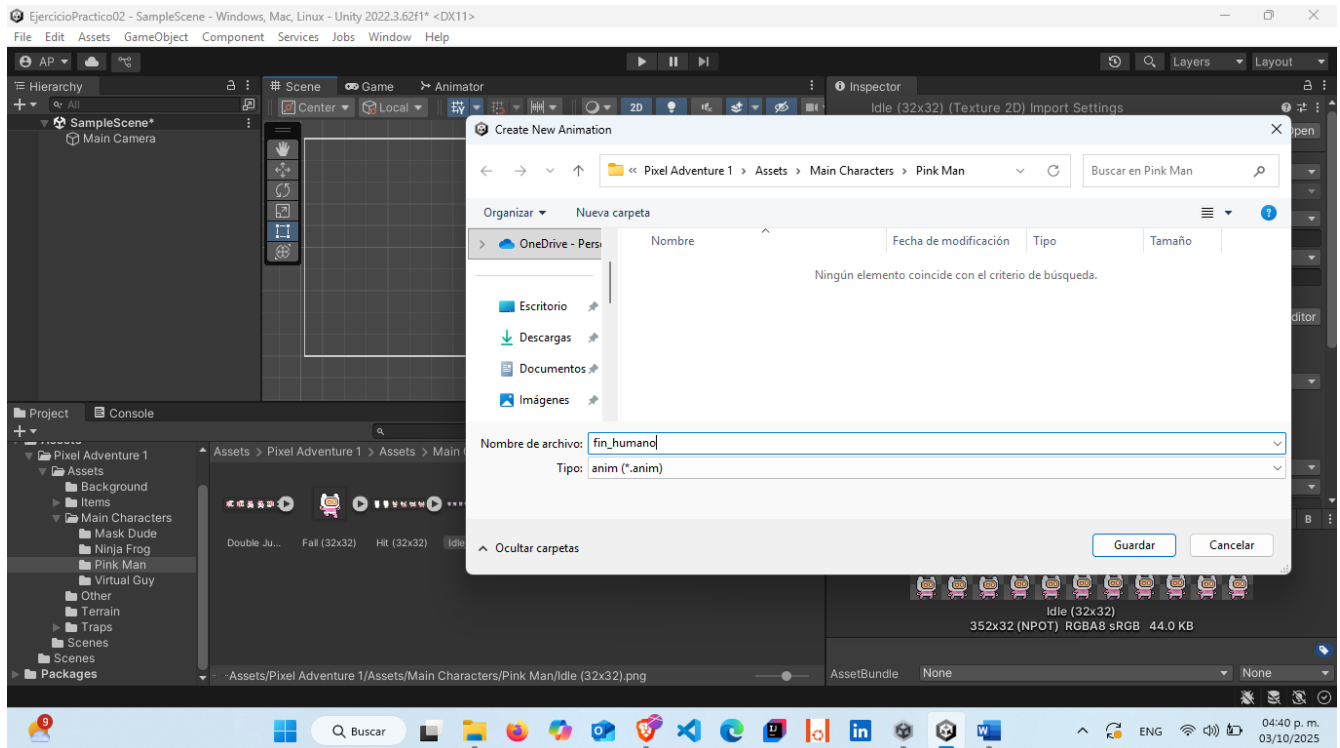 EjercicioPractico02 - SampleScene - Windows, Mac, Linux - Unity 2022.3.62f1* <DX11>
File Edit Assets GameObject Component Services Jobs Window Help
AP
Layers
Layout
Hierarchy
Scene
Game
Animator
Inspector
All
Center
Local
2D
Idle (32x32) (Texture 2D) Import Settings
SampleScene*
Main Camera
Create New Animation
« Pixel Adventure 1 > Assets > Main Characters > Pink Man
Buscar en Pink Man
Organizar
Nueva carpeta
OneDrive - Perso
Nombre
Fecha de modificación
Tipo
Tamaño
Ningún elemento coincide con el criterio de búsqueda.
Escritorio
Descargas
Documentos
Imágenes
Nombre de archivo: fin_humano
Tipo: anim (*.anim)
Ocultar carpetas
Guardar
Cancelar
Project
Console
Pixel Adventure 1
Assets
Background
Items
Main Characters
Mask Dude
Ninja Frog
Pink Man
Virtual Guy
Other
Terrain
Traps
Scenes
Scenes
Packages
Assets > Pixel Adventure 1 > Assets > Main
Double Ju...
Fall (32x32)
Hit (32x32)
Idle
Assets/Pixel Adventure 1/Assets/Main Characters/Pink Man/Idle (32x32).png
B
Idle (32x32)
352x32 (NPOT) RGBA8 sRGB 44.0 KB
AssetBundle
None
None
9
Buscar
ENG
04:40 p. m.
03/10/2025